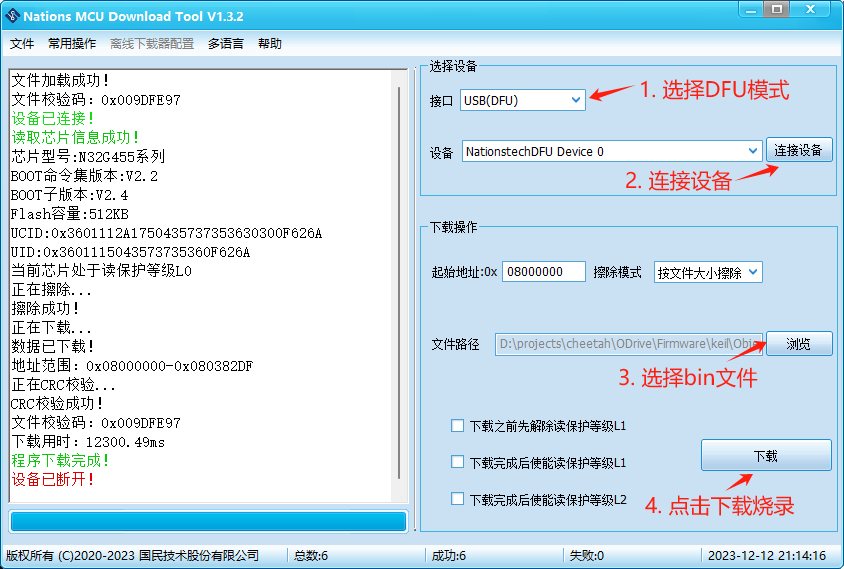 Nations MCU Download Tool V1.3.2
文件 常用操作 离线下载器配置 多语言 帮助
文件加载成功!
文件校验码: 0x009DFE97
设备已连接!
读取芯片信息成功!
芯片型号:N32G455系列
BOOT命令集版本:V2.2
BOOT子版本:V2.4
Flash容量:512KB
UCID:0x3601112A1750435737353630300F626A
UID:0x3601115043573735360F626A
当前芯片处于读保护等级L0
正在擦除...
擦除成功!
正在下载...
数据已下载!
地址范围: 0x08000000-0x080382DF
正在CRC校验...
CRC校验成功!
文件校验码: 0x009DFE97
下载用时: 12300.49ms
程序下载完成!
设备已断开!
选择设备
接口 USB(DFU)
1. 选择DFU模式
设备 NationstechDFU Device 0 连接设备
2. 连接设备
下载操作
起始地址:0x 08000000 擦除模式 按文件大小擦除
文件路径 D:\projects\cheetah\ODrive\Firmware\keil\Obj 浏览
3. 选择bin文件
下载之前先解除读保护等级L1
下载完成后使能读保护等级L1
下载完成后使能读保护等级L2
下载
4. 点击下载烧录
版权所有 (C)2020-2023 国民技术股份有限公司 总数:6 成功:6 失败:0 2023-12-12 21:14:16